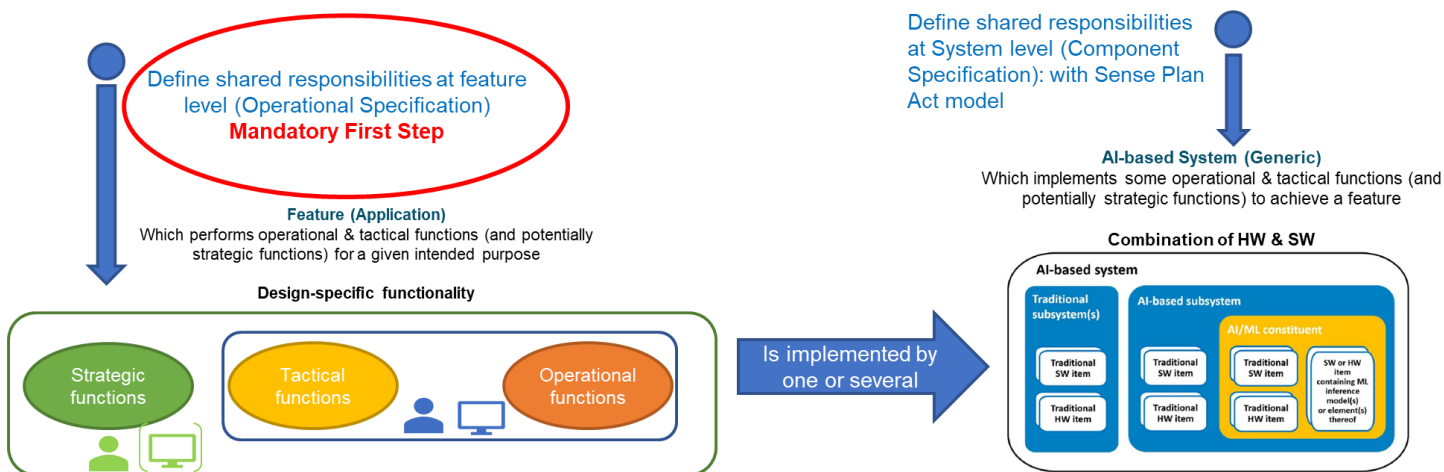 Define shared responsibilities at feature
level (Operational Specification)
Mandatory First Step
Feature (Application)
Which performs operational & tactical functions (and potentially
strategic functions) for a given intended purpose
Design-specific functionality
Strategic
functions
Tactical
functions
Operational
functions
Is implemented by
one or several
Define shared responsibilities
at System level (Component
Specification): with Sense Plan
Act model
AI-based System (Generic)
Which implements some operational & tactical functions (and
potentially strategic functions) to achieve a feature
Combination of HW & SW
AI-based system
Traditional
subsystem(s)
Traditional
SW item
Traditional
HW item
AI-based subsystem
Traditional
SW item
Traditional
HW item
AI/ML constituent
Traditional
SW item
Traditional
HW item
SW or HW
item
containing ML
inference
model(s)
or element(s)
thereof